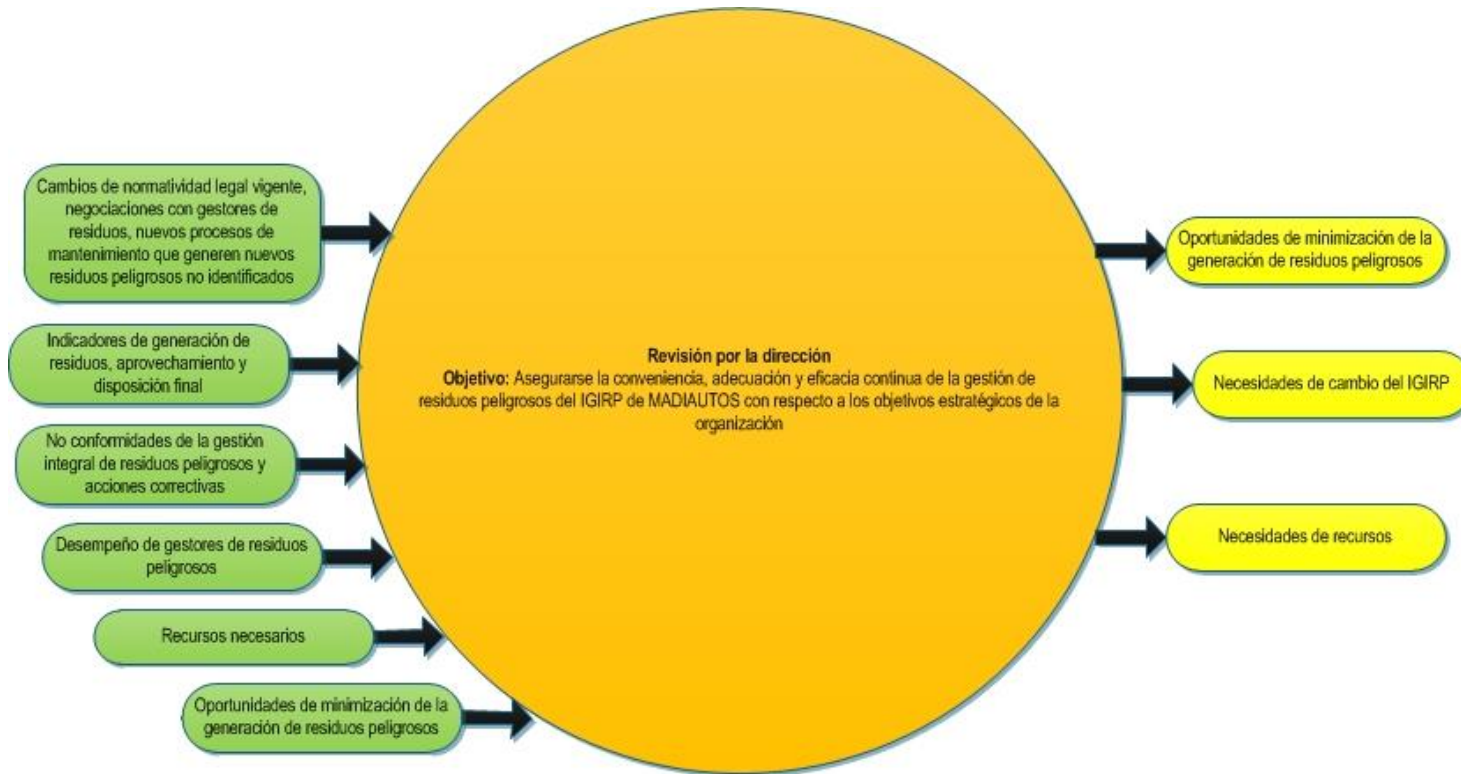 Cambios de normatividad legal vigente,
negociaciones con gestores de
residuos, nuevos procesos de
mantenimiento que generen nuevos
residuos peligrosos no identificados
Indicadores de generación de
residuos, aprovechamiento y
disposición final
No conformidades de la gestión
integral de residuos peligrosos y
acciones correctivas
Desempeño de gestores de residuos
peligrosos
Recursos necesarios
Oportunidades de minimización de la
generación de residuos peligrosos
Revisión por la dirección
Objetivo: Asegurarse la conveniencia, adecuación y eficacia continua de la gestión de
residuos peligrosos del IGIRP de MADIAUTOS con respecto a los objetivos estratégicos de la
organización
Oportunidades de minimización de la
generación de residuos peligrosos
Necesidades de cambio del IGIRP
Necesidades de recursos